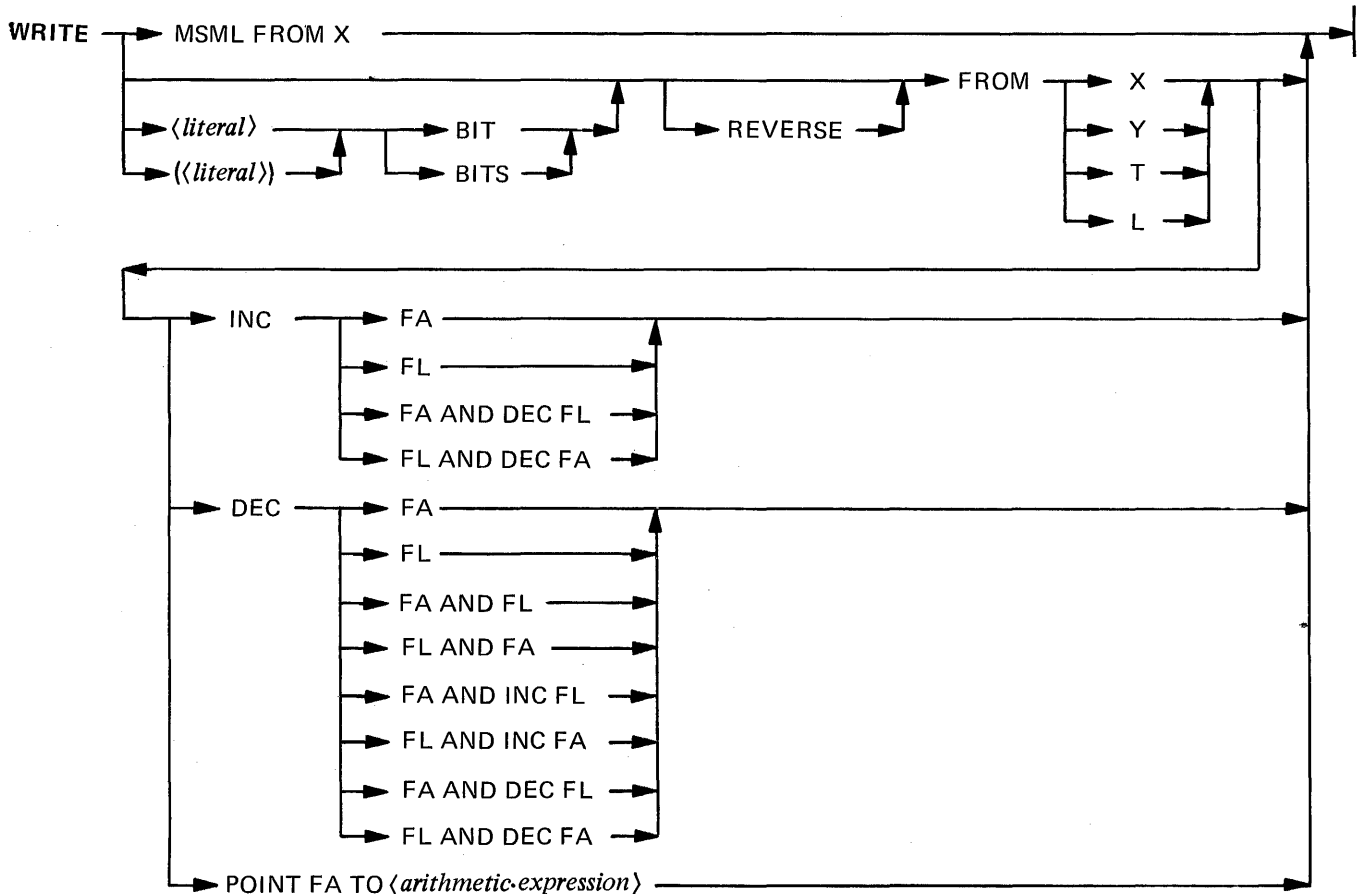 WRITE MSML FROM X
FROM X
REVERSE Y
⟨literal⟩ BIT
(⟨literal⟩) BITS T
L
INC FA
FL
FA AND DEC FL
FL AND DEC FA
DEC FA
FL
FA AND FL
FL AND FA
FA AND INC FL
FL AND INC FA
FA AND DEC FL
FL AND DEC FA
POINT FA TO ⟨arithmetic·expression⟩